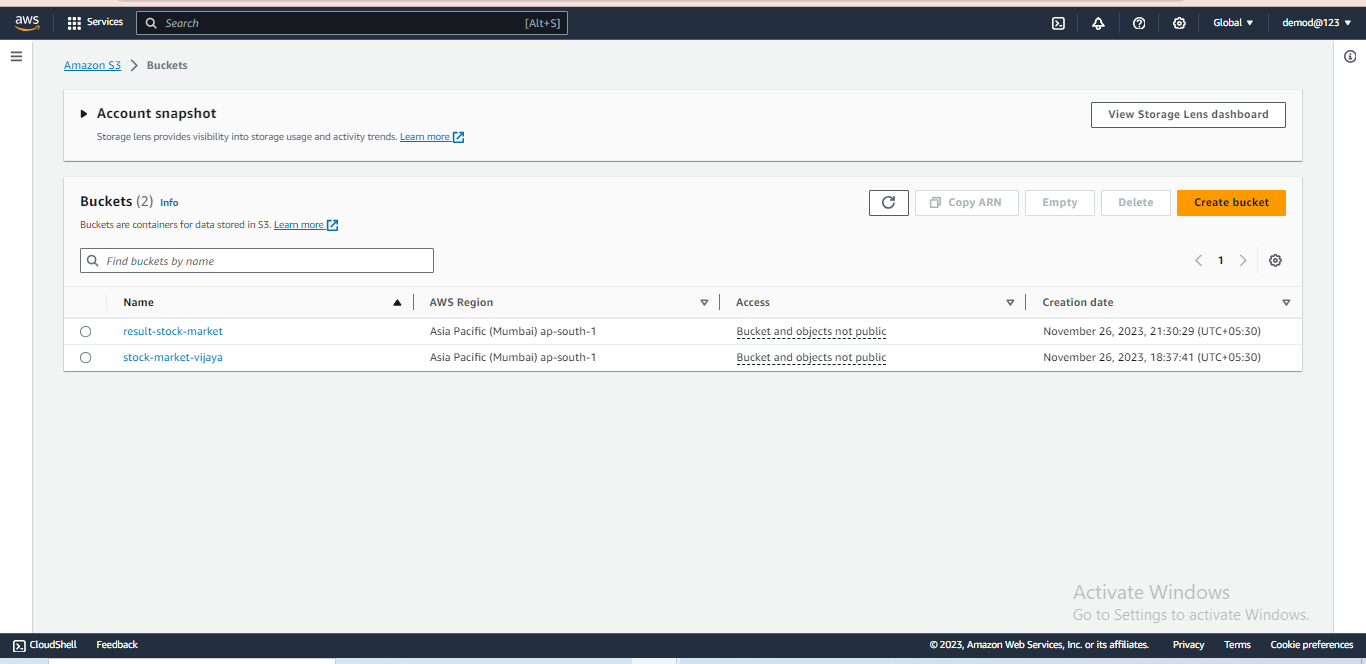 aws Services Search [Alt+S] Global demod@123
Amazon S3 Buckets
Account snapshot View Storage Lens dashboard
Storage lens provides visibility into storage usage and activity trends. Learn more
Buckets (2) Info Copy ARN Empty Delete Create bucket
Buckets are containers for data stored in S3. Learn more
Find buckets by name 1
Name AWS Region Access Creation date
result-stock-market Asia Pacific (Mumbai) ap-south-1 Bucket and objects not public November 26, 2023, 21:30:29 (UTC+05:30)
stock-market-vijaya Asia Pacific (Mumbai) ap-south-1 Bucket and objects not public November 26, 2023, 18:37:41 (UTC+05:30)
Activate Windows
Go to Settings to activate Windows.
CloudShell Feedback © 2023, Amazon Web Services, Inc. or its affiliates. Privacy Terms Cookie preferences